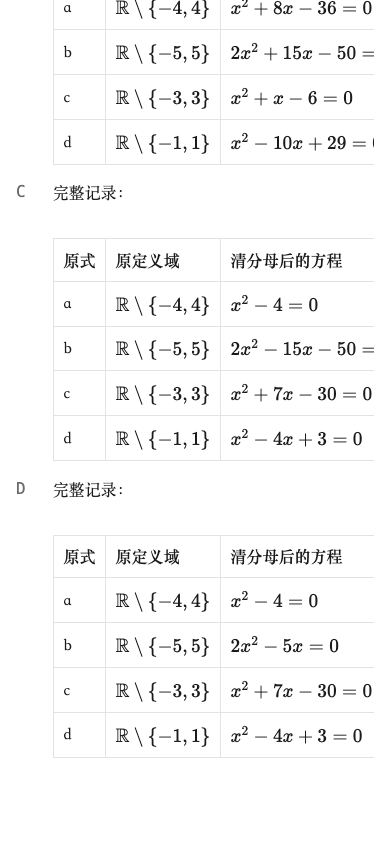 a ℝ \ {−4, 4} x² + 8x − 36 = 0
b ℝ \ {−5, 5} 2x² + 15x − 50 =
c ℝ \ {−3, 3} x² + x − 6 = 0
d ℝ \ {−1, 1} x² − 10x + 29 =
C 完整记录：
原式 原定义域 清分母后的方程
a ℝ \ {−4, 4} x² − 4 = 0
b ℝ \ {−5, 5} 2x² − 15x − 50 =
c ℝ \ {−3, 3} x² + 7x − 30 = 0
d ℝ \ {−1, 1} x² − 4x + 3 = 0
D 完整记录：
原式 原定义域 清分母后的方程
a ℝ \ {−4, 4} x² − 4 = 0
b ℝ \ {−5, 5} 2x² − 5x = 0
c ℝ \ {−3, 3} x² + 7x − 30 = 0
d ℝ \ {−1, 1} x² − 4x + 3 = 0